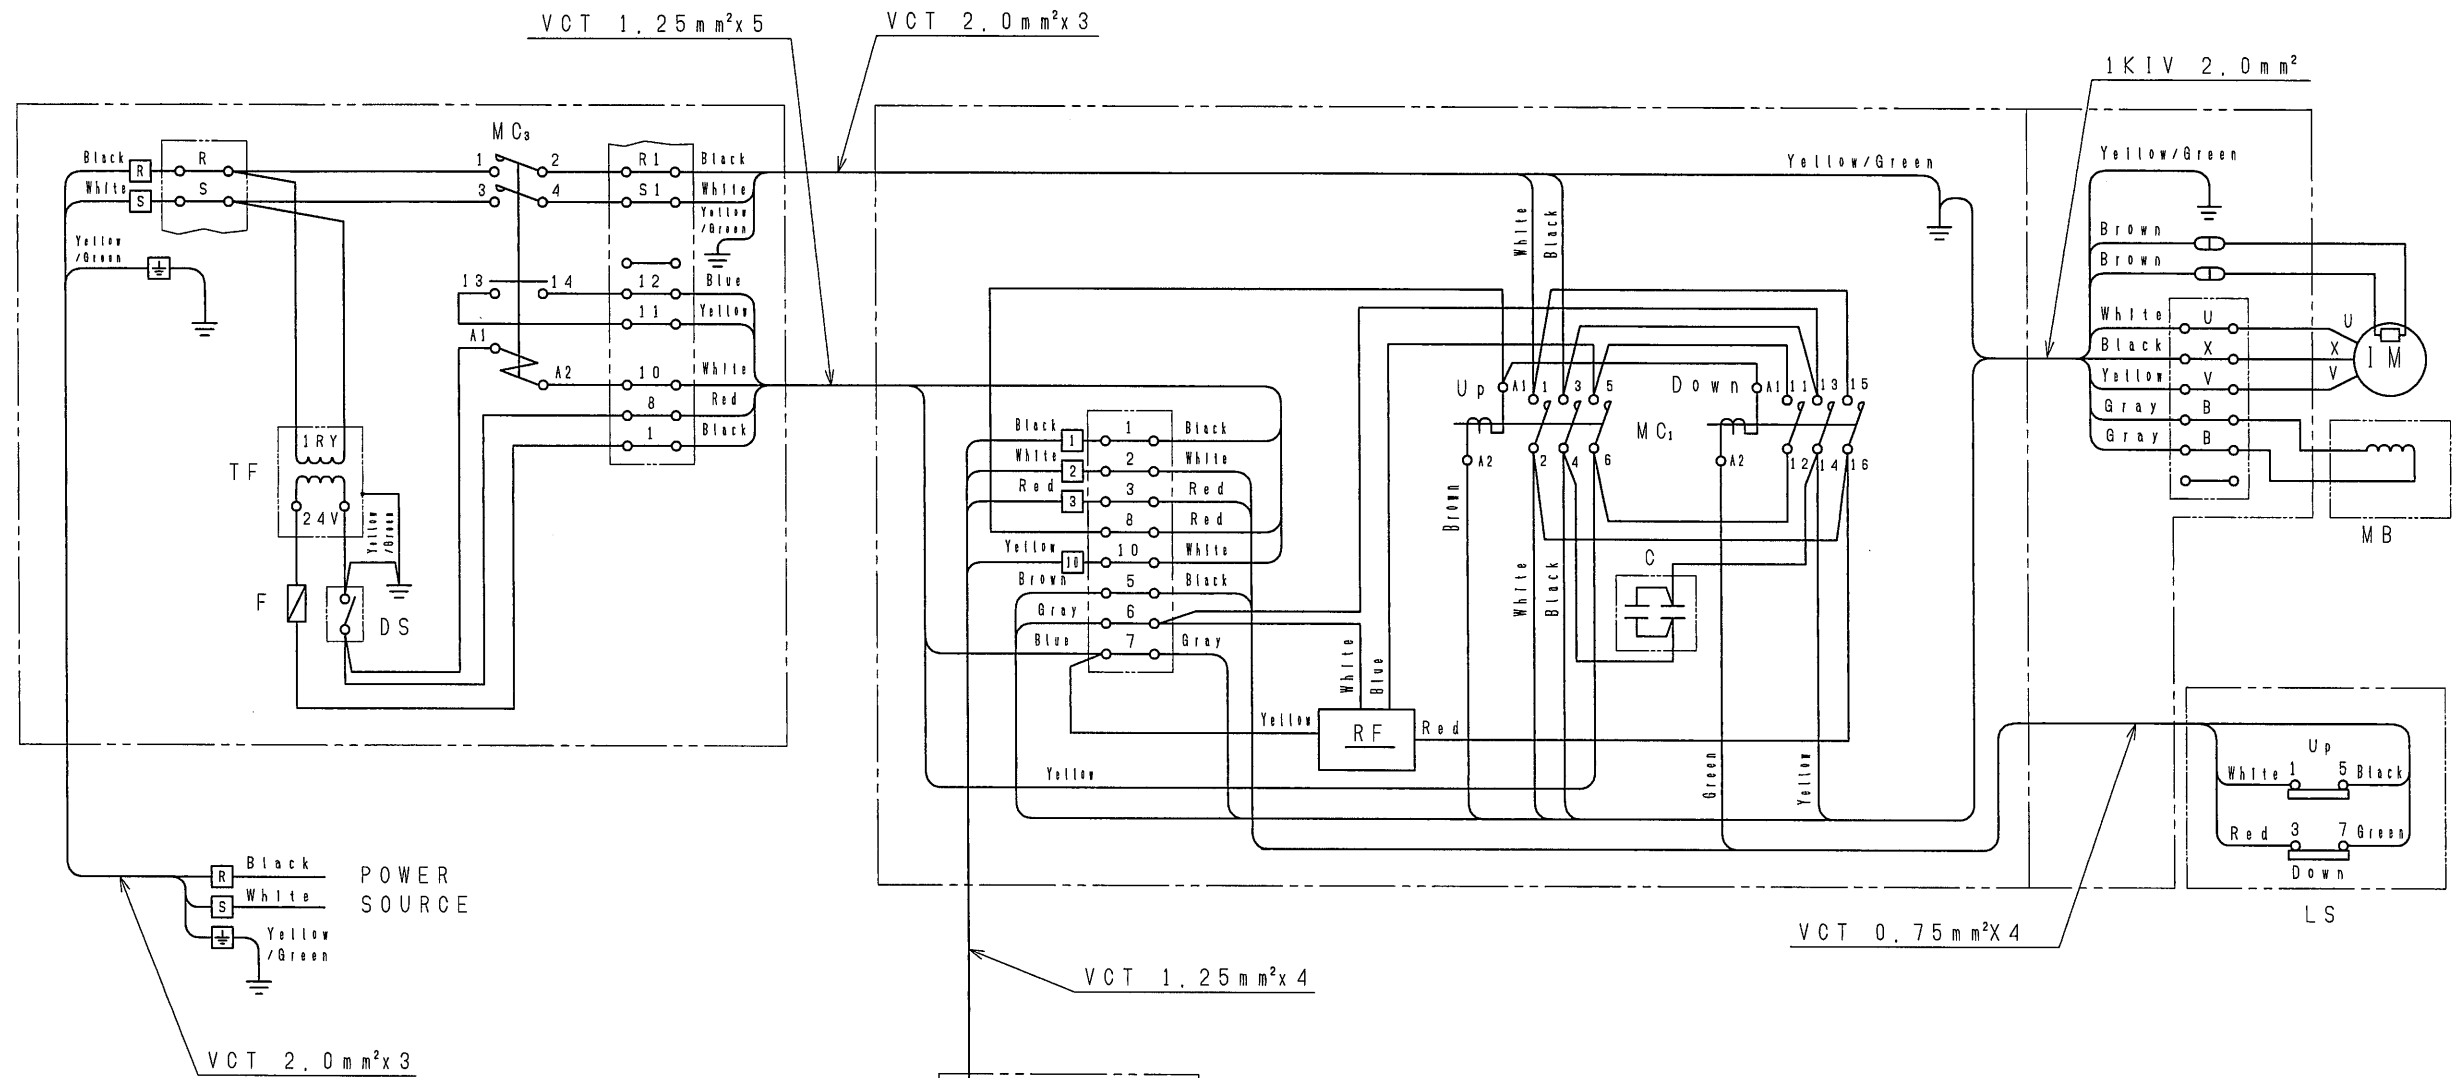 VCT 1.25mm²x5
VCT 2.0mm²x3
1KIV 2.0mm²
MC₃
Black R R 1 2 R1 Black
White S S 3 4 S1 White
Yellow
/Green
Yellow
/Green
13 14 12 Blue
11 Yellow
A1
A2 10 White
8 Red
1 Black
TF
1RY
24V
Yellow
/Green
F
DS
Yellow/Green
White
Black
Up A1 1 3 5
Down A1 11 13 15
MC₁
A2 2 4 6
A2 12 14 16
Black 1 1 Black
White 2 2 White
Red 3 3 Red
8 Red
Yellow 10 10 White
Brown 5 Black
Gray 6
Blue 7 Gray
Brown
White
Black
C
White
Blue
Yellow RF Red
Yellow
Green
Yellow
Yellow/Green
Brown
Brown
White U U
Black X X IM
Yellow V V
Gray B
Gray B
MB
Up
White 1 5 Black
Red 3 7 Green
Down
LS
R Black
S White
Yellow
/Green
POWER
SOURCE
VCT 0.75mm²X4
VCT 1.25mm²x4
VCT 2.0mm²x3